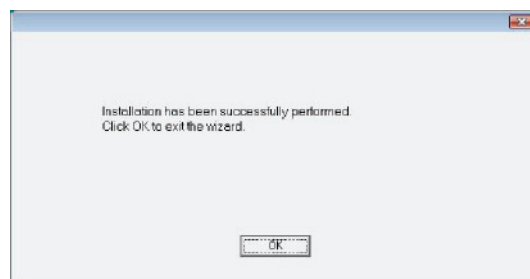 Installation has been successfully performed.
Click OK to exit the wizard.
OK